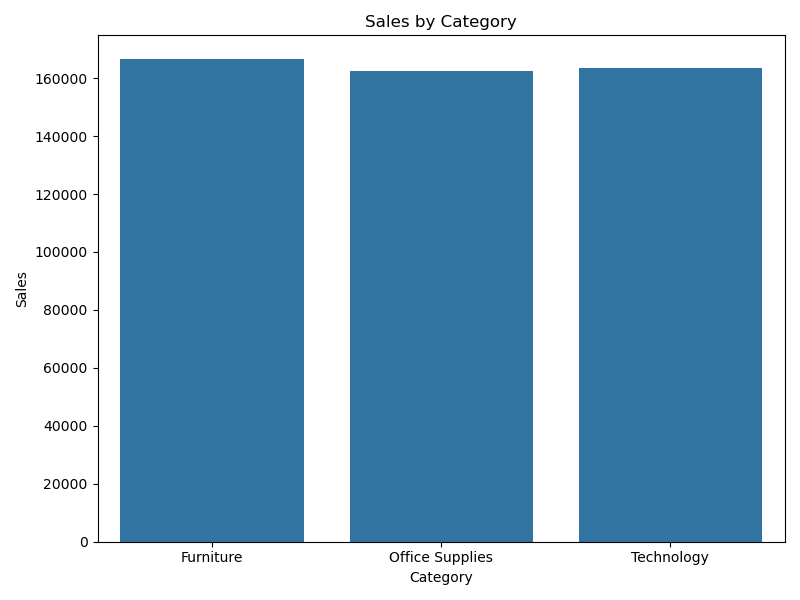 Sales by Category
Sales
160000
140000
120000
100000
80000
60000
40000
20000
0
Furniture
Office Supplies
Technology
Category